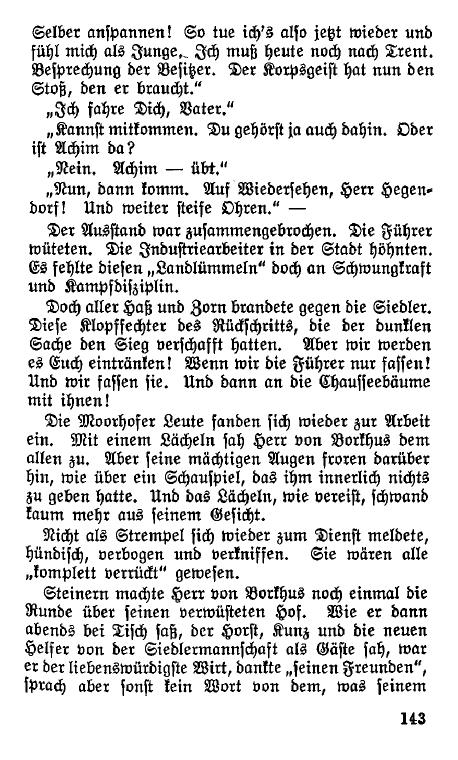 Selber anspannen! So tue ich's also jetzt wieder und
fühl mich als Junge. Ich muß heute noch nach Trent.
Besprechung der Besitzer. Der Korpsgeist hat nun den
Stoß, den er braucht.“
„Ich fahre Dich, Vater.“
„Kannst mitkommen. Du gehörst ja auch dahin. Oder
ist Achim da?
„Nein. Achim — übt.“
„Nun, dann komm. Auf Wiedersehen, Herr Hegen-
dorf! Und weiter steife Ohren.“ —
Der Ausstand war zusammengebrochen. Die Führer
wüteten. Die Industriearbeiter in der Stadt höhnten.
Es fehlte diesen „Landlümmeln“ doch an Schwungkraft
und Kampfdisziplin.
Doch aller Haß und Zorn brandete gegen die Siedler.
Diese Klopffechter des Rückschritts, die der dunklen
Sache den Sieg verschafft hatten. Aber wir werden
es Euch eintränken! Wenn wir die Führer nur fassen!
Und wir fassen sie. Und dann an die Chausseebäume
mit ihnen!
Die Moorhofer Leute fanden sich wieder zur Arbeit
ein. Mit einem Lächeln sah Herr von Borkhus dem
allen zu. Aber seine mächtigen Augen froren darüber
hin, wie über ein Schauspiel, das ihm innerlich nichts
zu geben hatte. Und das Lächeln, wie vereist, schwand
kaum mehr aus seinem Gesicht.
Nicht als Strempel sich wieder zum Dienst meldete,
hündisch, verbogen und verkniffen. Sie wären alle
„komplett verrückt“ gewesen.
Steinern machte Herr von Borkhus noch einmal die
Runde über seinen verwüsteten Hof. Wie er dann
abends bei Tisch saß, der Horst, Kunz und die neuen
Helfer von der Siedlermannschaft als Gäste sah, war
er der liebenswürdigste Wirt, dankte „seinen Freunden“,
sprach aber sonst kein Wort von dem, was seinem
143